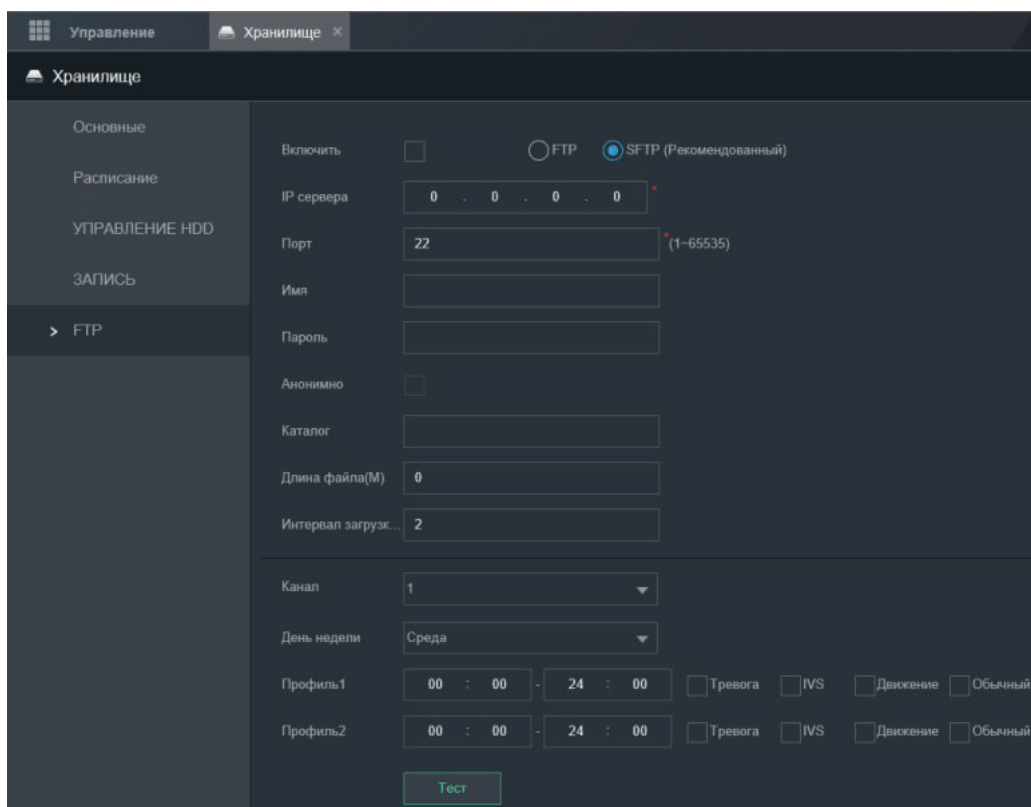 Управление Хранилище ×
Хранилище
Основные
Расписание
УПРАВЛЕНИЕ HDD
ЗАПИСЬ
> FTP
Включить FTP SFTP (Рекомендованный)
IP сервера 0 . 0 . 0 . 0 *
Порт 22 * (1~65535)
Имя
Пароль
Анонимно
Каталог
Длина файла(M) 0
Интервал загрузк... 2
Канал 1
День недели Среда
Профиль1 00 : 00 - 24 : 00 Тревога IVS Движение Обычный
Профиль2 00 : 00 - 24 : 00 Тревога IVS Движение Обычный
Тест